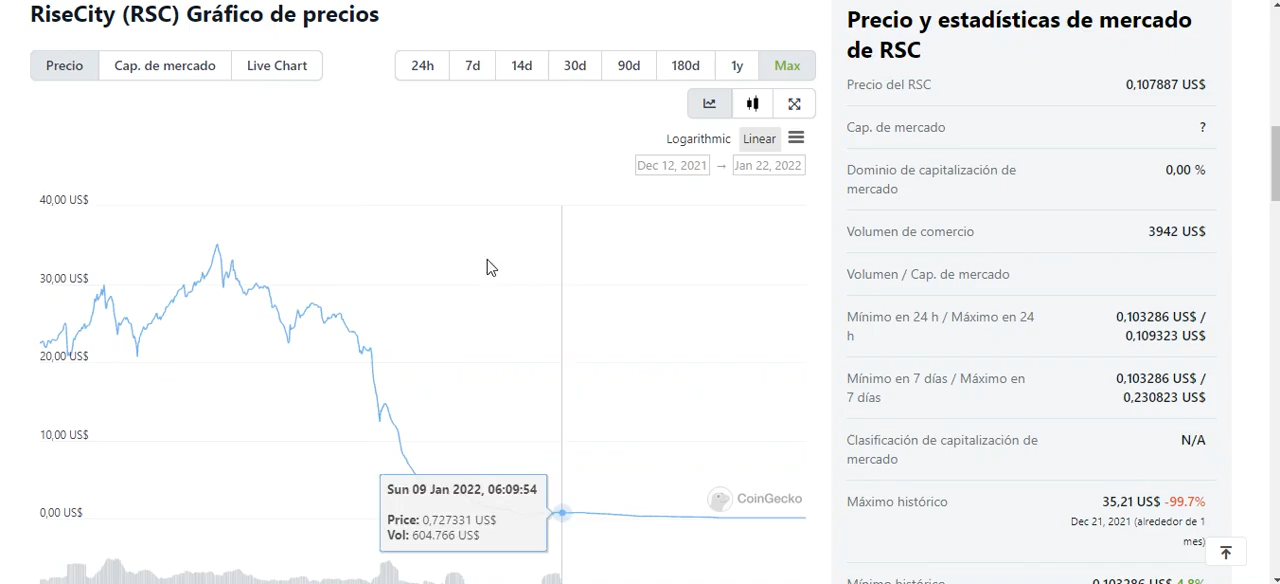 RiseCity (RSC) Gráfico de precios
Precio
Cap. de mercado
Live Chart
24h
7d
14d
30d
90d
180d
1y
Max
Logarithmic
Linear
Dec 12, 2021 → Jan 22, 2022
40,00 US$
30,00 US$
20,00 US$
10,00 US$
0,00 US$
Sun 09 Jan 2022, 06:09:54
Price: 0,727331 US$
Vol: 604.766 US$
CoinGecko
Precio y estadísticas de mercado
de RSC
Precio del RSC 0,107887 US$
Cap. de mercado ?
Dominio de capitalización de 0,00 %
mercado
Volumen de comercio 3942 US$
Volumen / Cap. de mercado
Mínimo en 24 h / Máximo en 24 0,103286 US$ /
h 0,109323 US$
Mínimo en 7 días / Máximo en 0,103286 US$ /
7 días 0,230823 US$
Clasificación de capitalización de N/A
mercado
Máximo histórico 35,21 US$ -99.7%
Dec 21, 2021 (alrededor de 1
mes)
Mínimo histórico 0,103286 US$ 4.8%